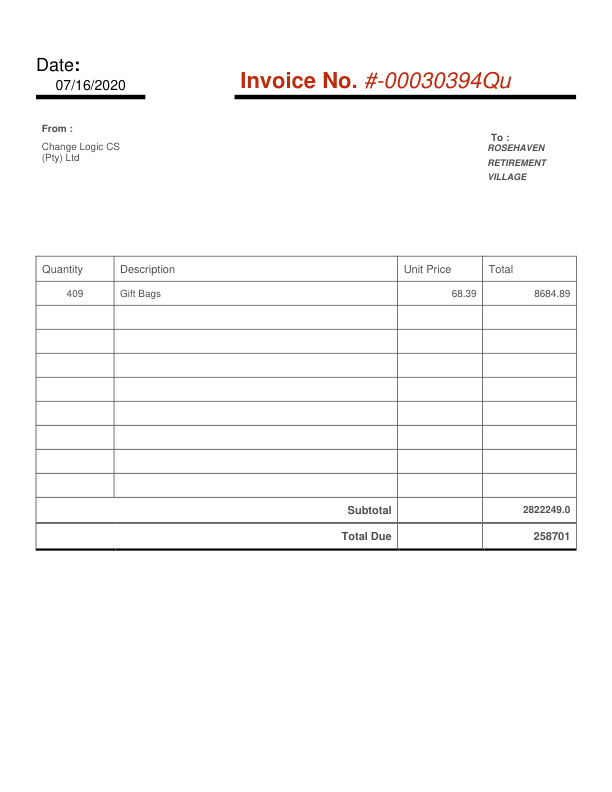 Date:
07/16/2020
Invoice No. #-00030394Qu
From :
Change Logic CS
(Pty) Ltd
To :
ROSEHAVEN
RETIREMENT
VILLAGE
Quantity Description Unit Price Total
409 Gift Bags 68.39 8684.89
Subtotal 2822249.0
Total Due 258701